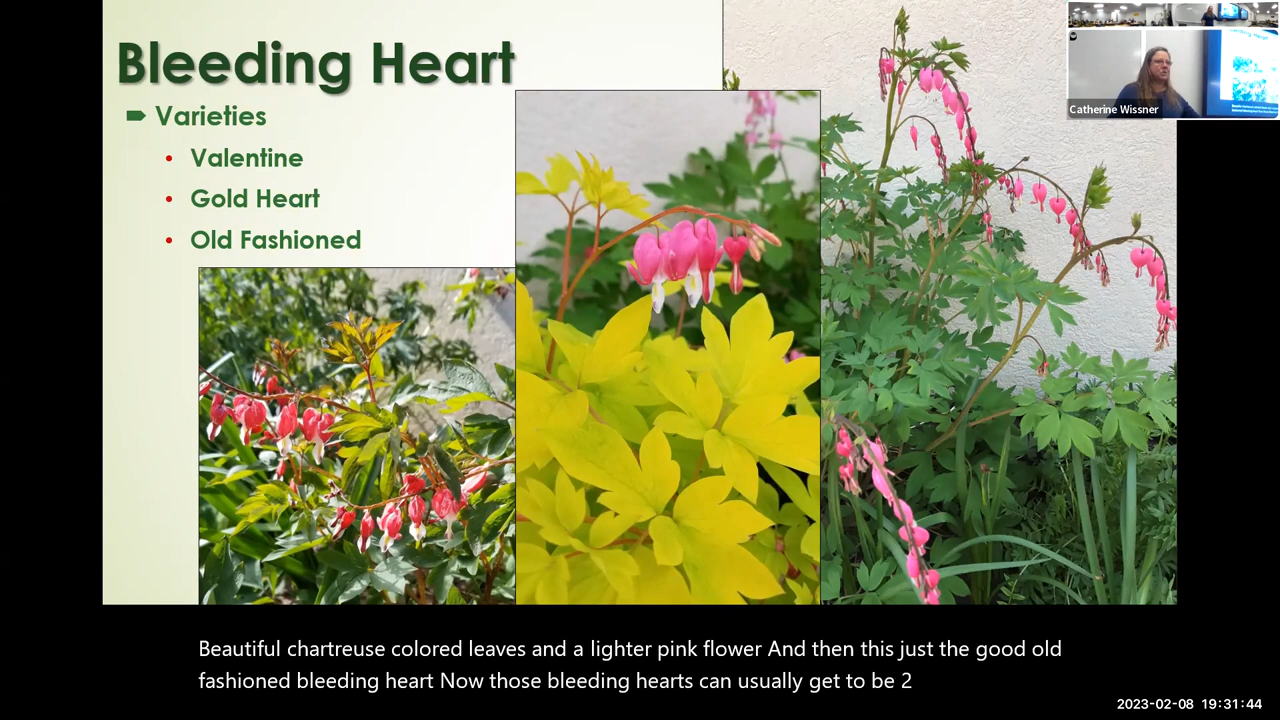 Bleeding Heart
Varieties
Valentine
Gold Heart
Old Fashioned
Catherine Wissner
Beautiful chartreuse colored leaves and a lighter pink flower And then this just the good old
fashioned bleeding heart Now those bleeding hearts can usually get to be 2
2023-02-08 19:31:44